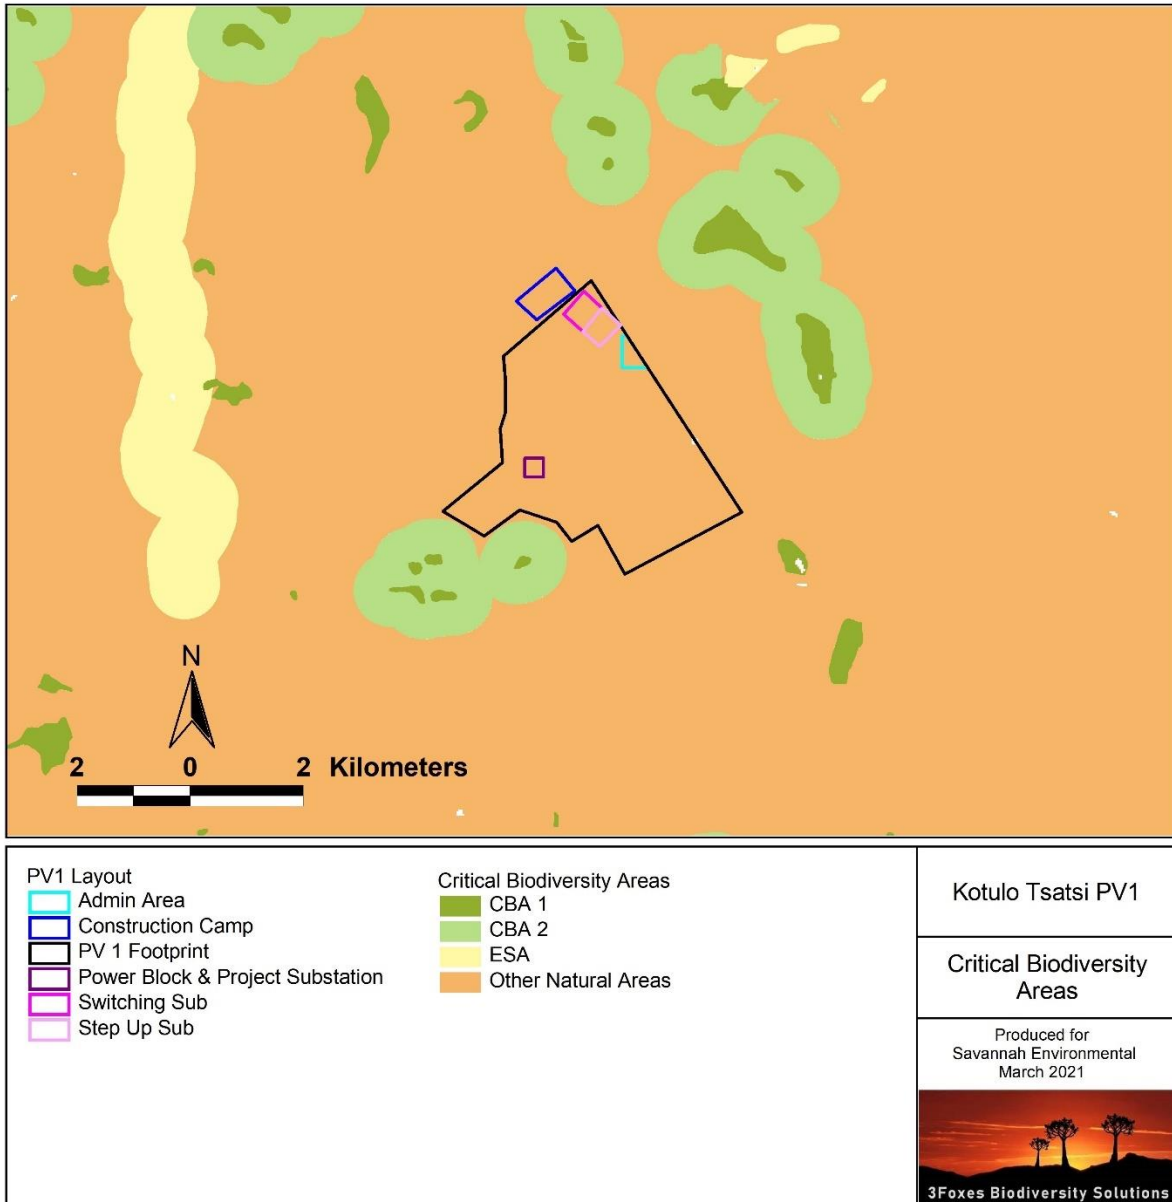 N
2 0 2 Kilometers
PV1 Layout
Admin Area
Construction Camp
PV 1 Footprint
Power Block & Project Substation
Switching Sub
Step Up Sub
Critical Biodiversity Areas
CBA 1
CBA 2
ESA
Other Natural Areas
Kotulo Tsatsi PV1
Critical Biodiversity
Areas
Produced for
Savannah Environmental
March 2021
3Foxes Biodiversity Solutions